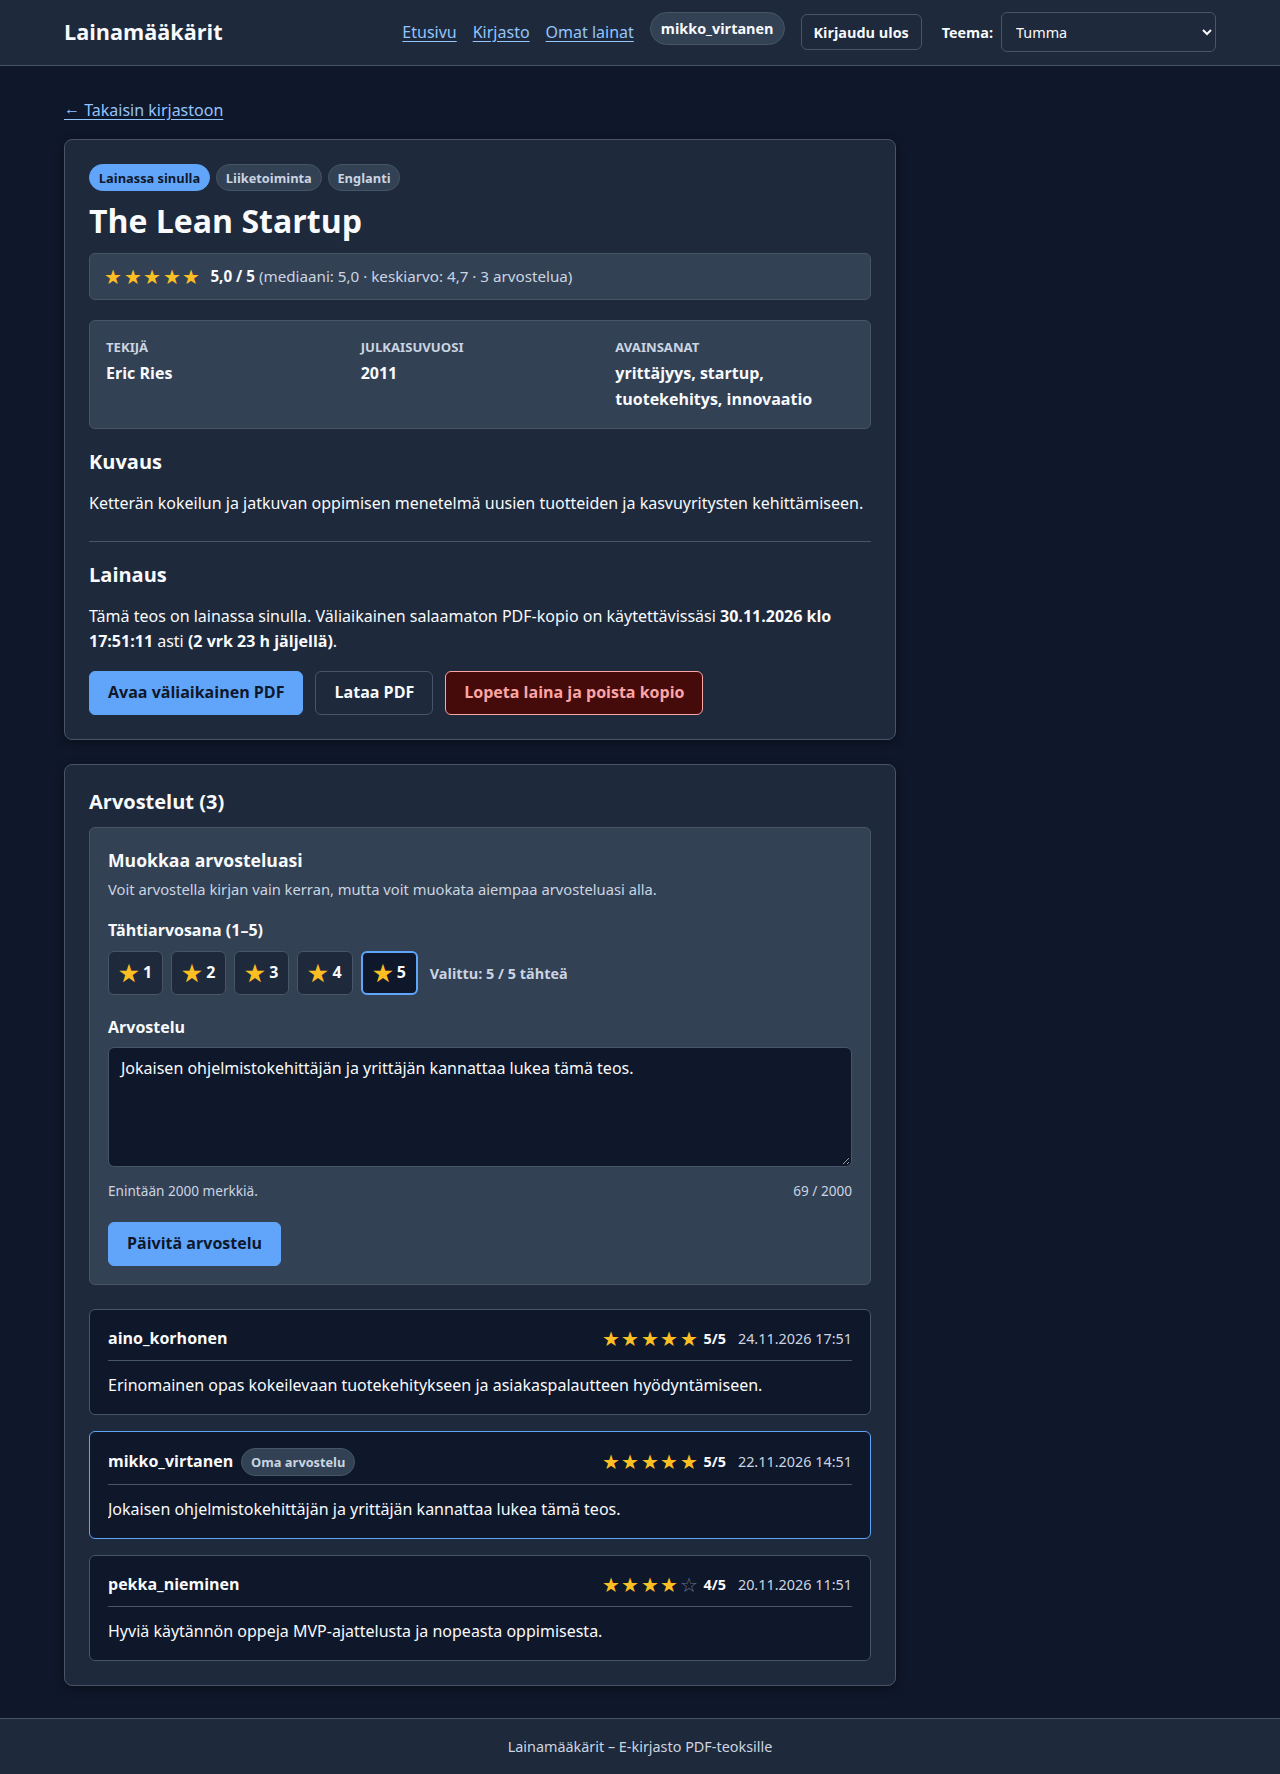 Lainamääkärit
Etusivu Kirjasto Omat lainat mikko_virtanen Kirjaudu ulos Teema: Tumma
← Takaisin kirjastoon
Lainassa sinulla Liiketoiminta Englanti
The Lean Startup
★★★★★ 5,0 / 5 (mediaani: 5,0 · keskiarvo: 4,7 · 3 arvostelua)
TEKIJÄ JULKAISUVUOSI AVAINSANAT
Eric Ries 2011 yrittäjyys, startup,
tuotekehitys, innovaatio
Kuvaus
Ketterän kokeilun ja jatkuvan oppimisen menetelmä uusien tuotteiden ja kasvuyritysten kehittämiseen.
Lainaus
Tämä teos on lainassa sinulla. Väliaikainen salaamaton PDF-kopio on käytettävissäsi 30.11.2026 klo
17:51:11 asti (2 vrk 23 h jäljellä).
Avaa väliaikainen PDF Lataa PDF Lopeta laina ja poista kopio
Arvostelut (3)
Muokkaa arvosteluasi
Voit arvostella kirjan vain kerran, mutta voit muokata aiempaa arvosteluasi alla.
Tähtiarvosana (1–5)
★ 1 ★ 2 ★ 3 ★ 4 ★ 5 Valittu: 5 / 5 tähteä
Arvostelu
Jokaisen ohjelmistokehittäjän ja yrittäjän kannattaa lukea tämä teos.
Enintään 2000 merkkiä. 69 / 2000
Päivitä arvostelu
aino_korhonen ★★★★★ 5/5 24.11.2026 17:51
Erinomainen opas kokeilevaan tuotekehitykseen ja asiakaspalautteen hyödyntämiseen.
mikko_virtanen Oma arvostelu ★★★★★ 5/5 22.11.2026 14:51
Jokaisen ohjelmistokehittäjän ja yrittäjän kannattaa lukea tämä teos.
pekka_nieminen ★★★★☆ 4/5 20.11.2026 11:51
Hyviä käytännön oppeja MVP-ajattelusta ja nopeasta oppimisesta.
Lainamääkärit – E-kirjasto PDF-teoksille